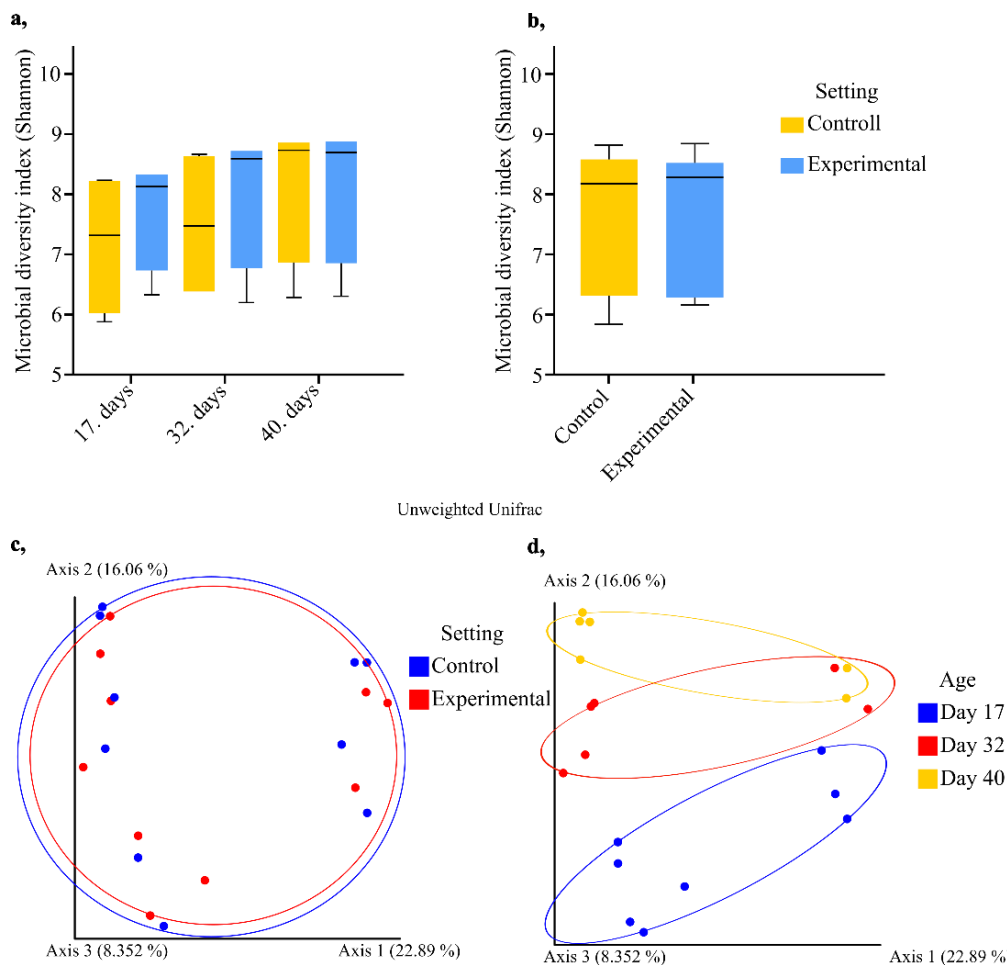 a,
Microbial diversity index (Shannon)
10
9
8
7
6
5
17. days
32. days
40. days
b,
Microbial diversity index (Shannon)
10
9
8
7
6
5
Control
Experimental
Setting
Controll
Experimental
Unweighted Unifrac
c,
Axis 2 (16.06 %)
Setting
Control
Experimental
Axis 3 (8.352 %)
Axis 1 (22.89 %)
d,
Axis 2 (16.06 %)
Age
Day 17
Day 32
Day 40
Axis 3 (8.352 %)
Axis 1 (22.89 %